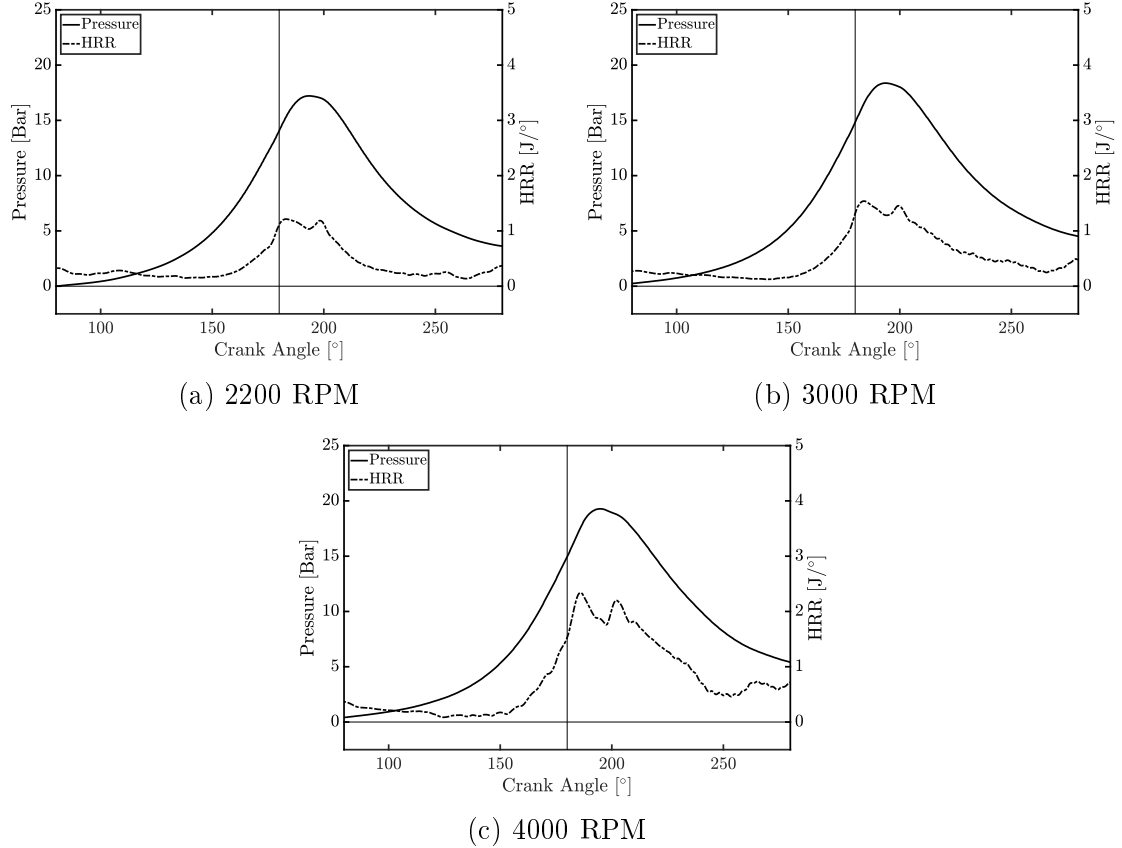 Pressure
HRR
25
20
15
10
5
0
Pressure [Bar]
5
4
3
2
1
0
HRR [J/°]
100 150 200 250
Crank Angle [°]
(a) 2200 RPM
Pressure
HRR
25
20
15
10
5
0
Pressure [Bar]
5
4
3
2
1
0
HRR [J/°]
100 150 200 250
Crank Angle [°]
(b) 3000 RPM
Pressure
HRR
25
20
15
10
5
0
Pressure [Bar]
5
4
3
2
1
0
HRR [J/°]
100 150 200 250
Crank Angle [°]
(c) 4000 RPM